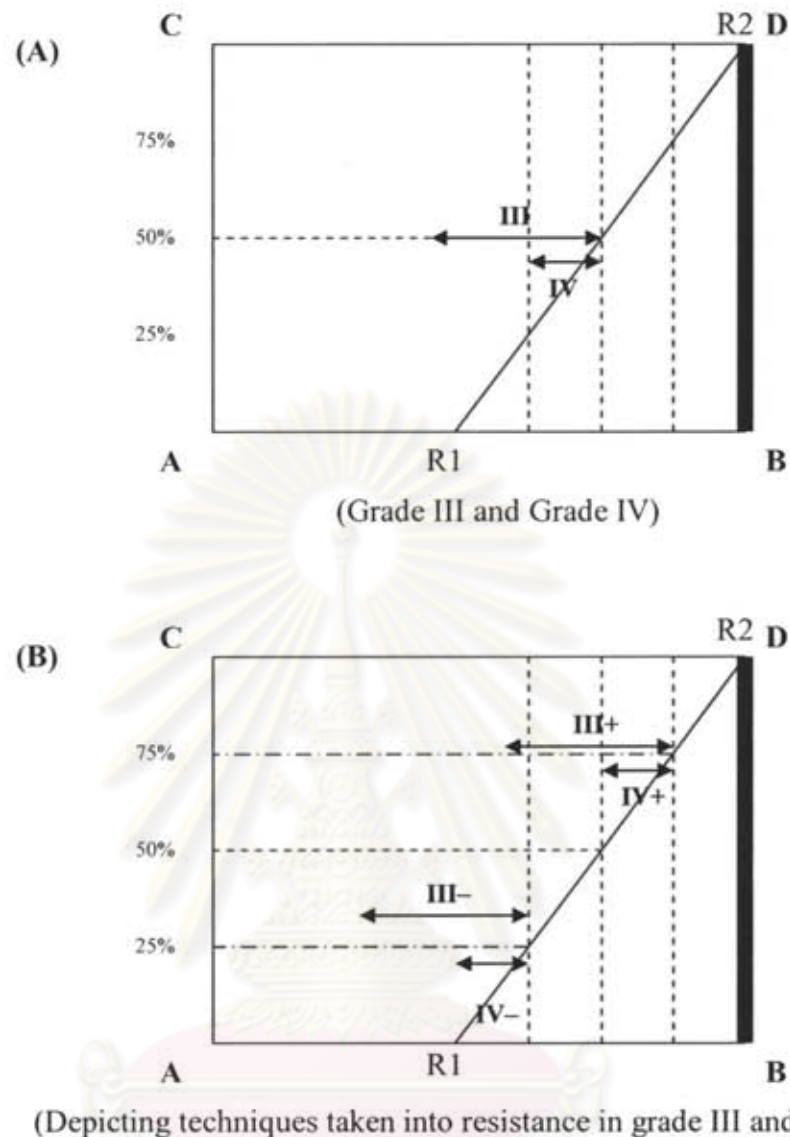 C R2 D
(A)
75%
III
50%
IV
25%
A R1 B
(Grade III and Grade IV)
C R2 D
(B)
III+
75%
IV+
50%
III–
25%
IV–
A R1 B
(Depicting techniques taken into resistance in grade III and